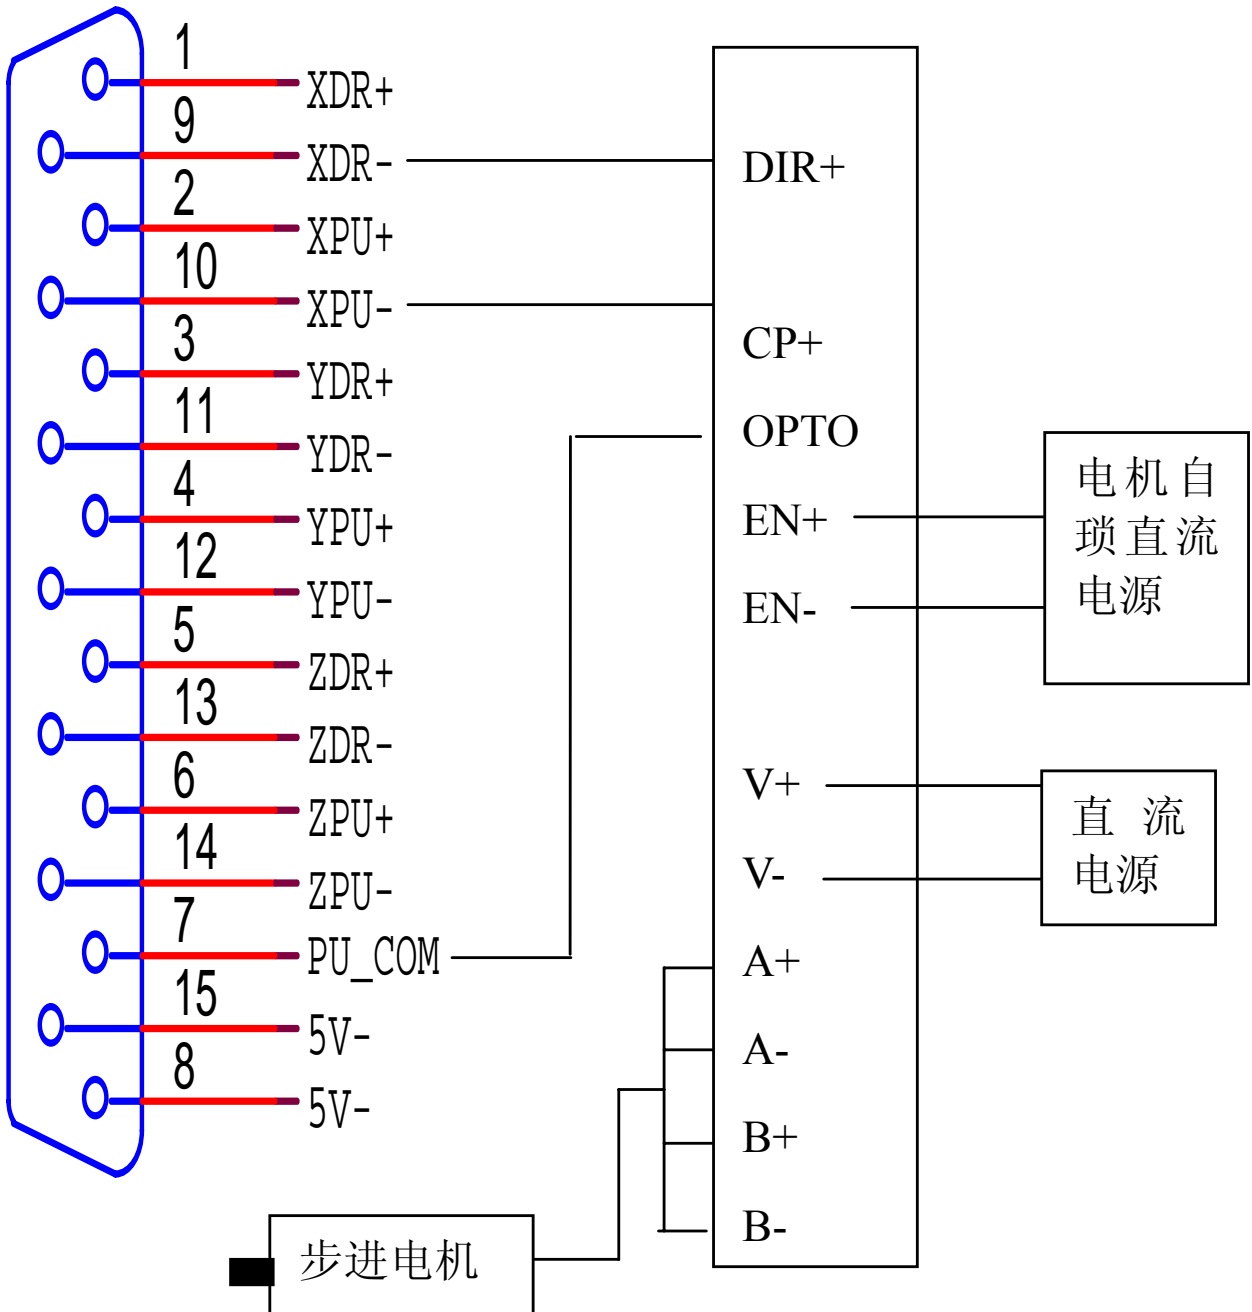 1
XDR+
9
XDR-
2
XPU+
10
XPU-
3
YDR+
11
YDR-
4
YPU+
12
YPU-
5
ZDR+
13
ZDR-
6
ZPU+
14
ZPU-
7
PU_COM
15
5V-
8
5V-
DIR+
CP+
OPTO
EN+
EN-
V+
V-
A+
A-
B+
B-
电机自
琐直流
电源
直流
电源
步进电机